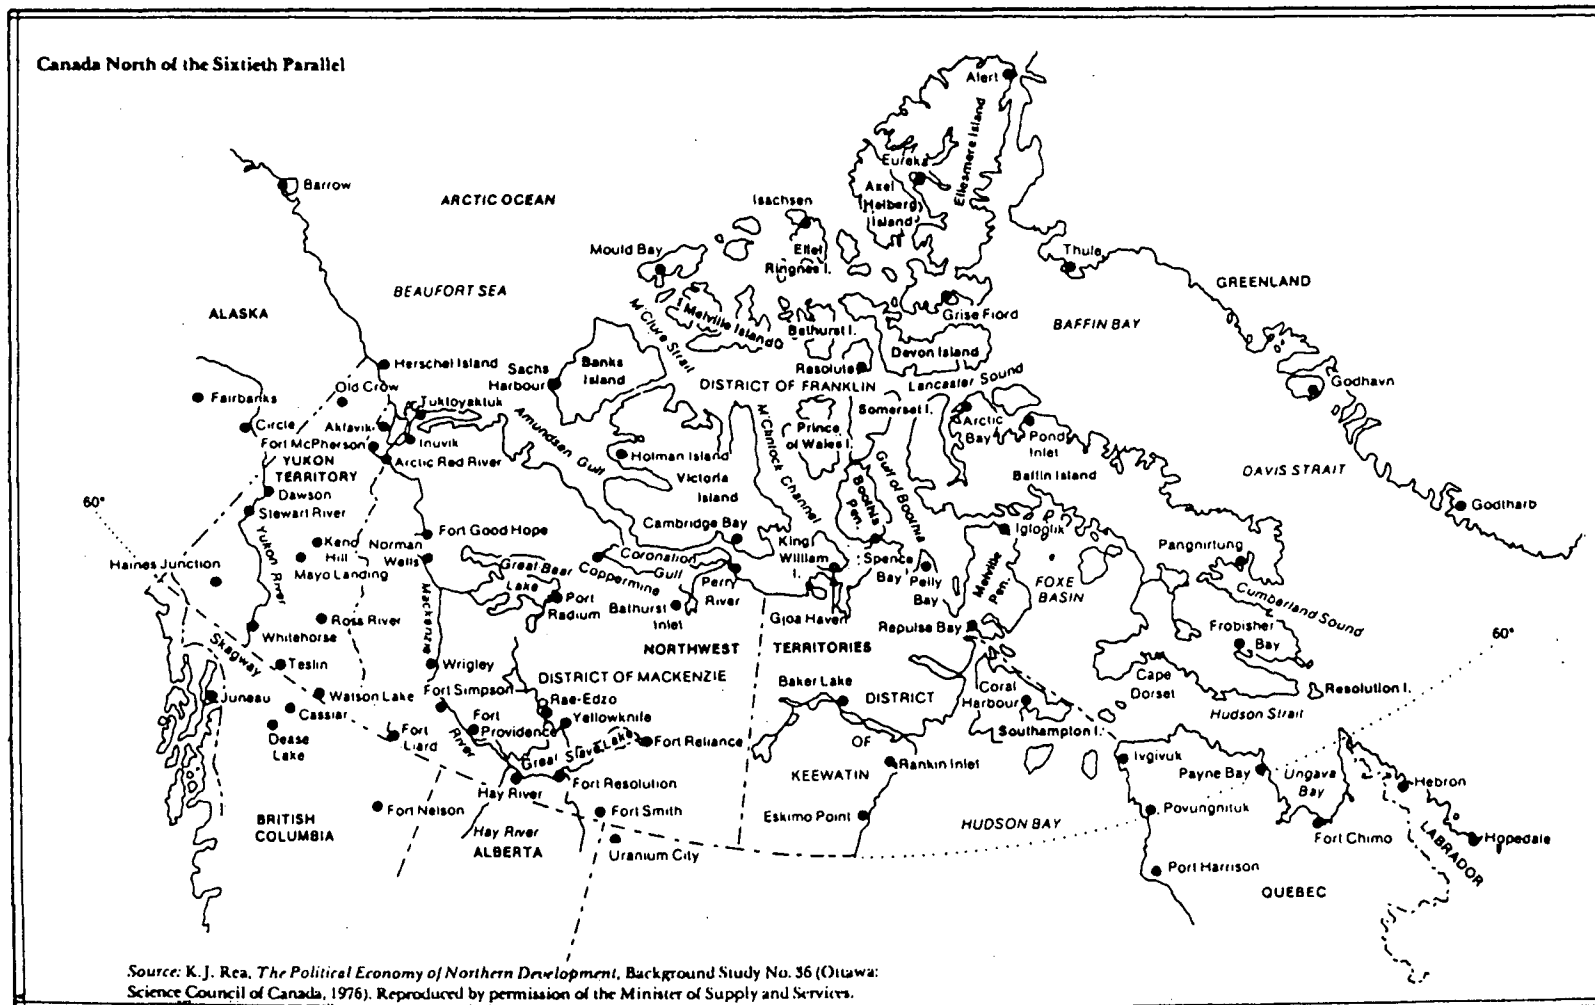 Canada North of the Sixtieth Parallel
Alert
Ellesmere Island
Eureka
Axel
Heiberg
Island
Barrow
ARCTIC OCEAN
Isachsen
Ellef
Ringnes I.
Mould Bay
Thule
GREENLAND
BEAUFORT SEA
ALASKA
M'Clure Strait
Melville Island
Bathurst I.
Grise Fiord
BAFFIN BAY
Devon Island
Herschel Island
Sachs
Harbour
Banks
Island
Resolute
DISTRICT OF FRANKLIN
Lancaster Sound
Godhavn
Old Crow
Fairbanks
Tuktoyaktuk
Somerset I.
Circle
Aklavik
Amundsen Gulf
M'Clintock Channel
Prince
of Wales I.
Arctic
Bay
Pond
Inlet
Fort McPherson
Inuvik
Arctic Red River
YUKON
TERRITORY
Holman Island
Gulf of Boothia
Baffin Island
DAVIS STRAIT
Victoria
Island
Boothia
Pen.
Dawson
Stewart River
60°
Godtharb
Yukon River
Fort Good Hope
Cambridge Bay
Igloolik
Keno
Hill
Norman
Wells
King
William
I.
Spence
Bay
Pangnirtung
Haines Junction
Mayo Landing
Great Bear
Lake
Coppermine
Coronation
Gulf
Perry
River
Pelly
Bay
Melville
Pen.
FOXE
BASIN
Cumberland Sound
Mackenzie
Port
Radium
Bathurst
Inlet
Gjoa Haven
Repulse Bay
Ross River
Whitehorse
Frobisher
Bay
60°
Skagway
NORTHWEST
TERRITORIES
Teslin
Wrigley
DISTRICT OF MACKENZIE
Baker Lake
DISTRICT
Coral
Harbour
Cape
Dorset
Resolution I.
Juneau
Watson Lake
Fort Simpson
Rae-Edzo
Cassiar
Hudson Strait
Dease
Lake
Fort
Liard
River
Fort
Providence
Yellowknife
Great Slave Lake
Fort Reliance
OF
Southampton I.
KEEWATIN
Rankin Inlet
Ivgivuk
Payne Bay
Ungava
Bay
Hebron
Hay River
Fort Resolution
BRITISH
COLUMBIA
Fort Nelson
Fort Smith
Eskimo Point
HUDSON BAY
Povungnituk
Hay River
ALBERTA
Uranium City
Fort Chimo
LABRADOR
Hopedale
Port Harrison
QUEBEC
Source: K.J. Rea, The Political Economy of Northern Development, Background Study No. 36 (Ottawa:
Science Council of Canada, 1976). Reproduced by permission of the Minister of Supply and Services.